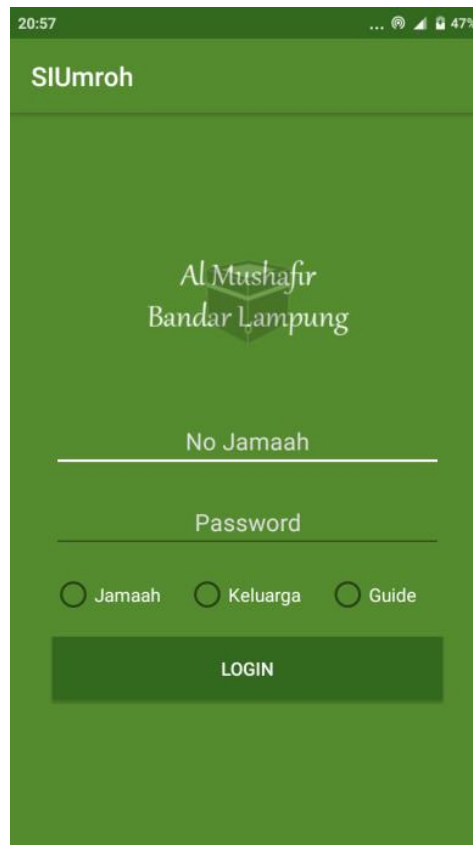 20:57 ... 47%
SIUmroh
Al Mushafir
Bandar Lampung
No Jamaah
Password
Jamaah Keluarga Guide
LOGIN